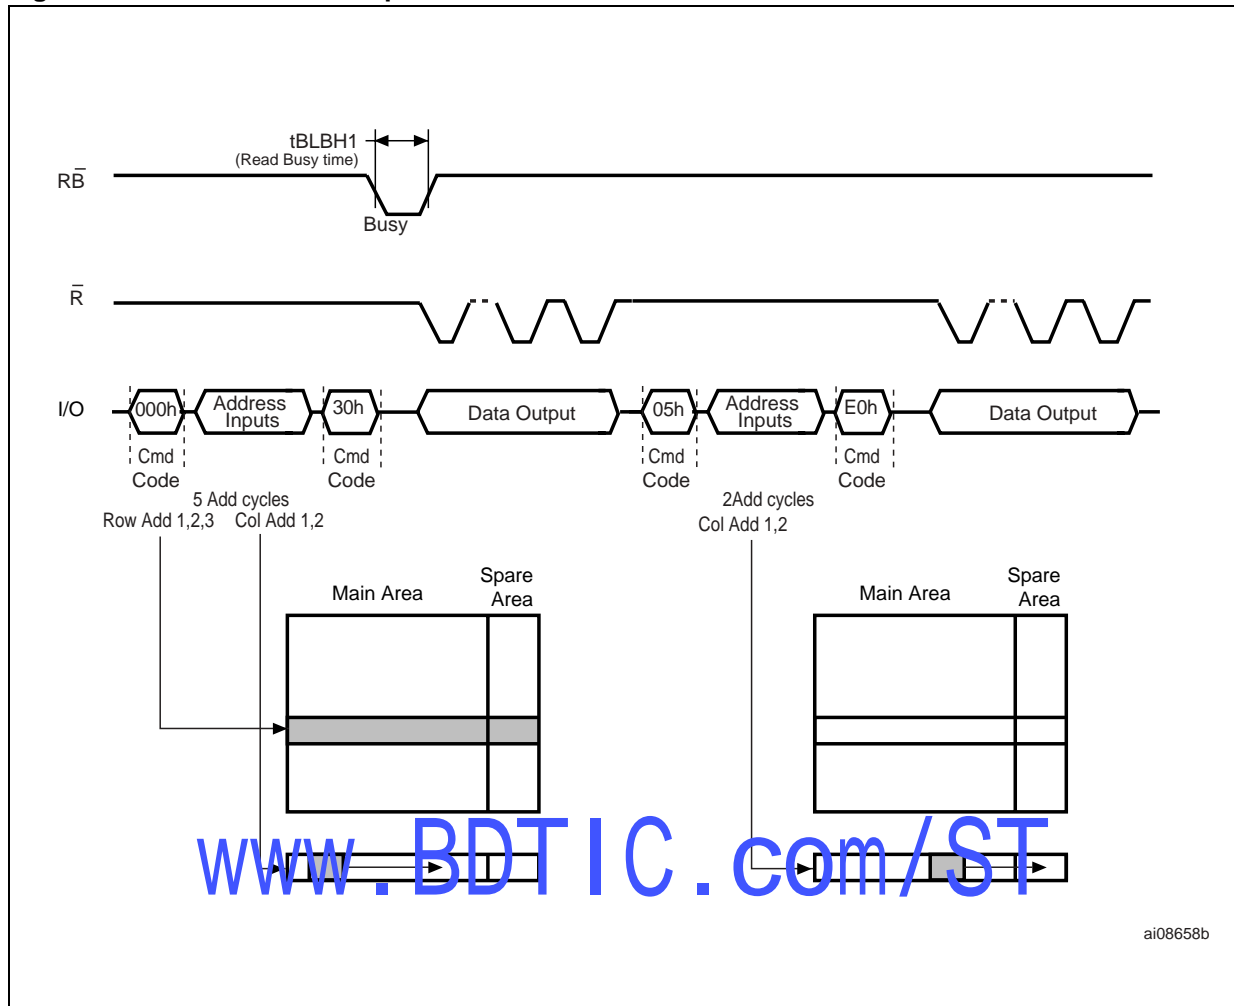 tBLBH1
(Read Busy time)
RB̅
Busy
R̅
I/O
000h
Address
Inputs
30h
Data Output
05h
Address
Inputs
E0h
Data Output
Cmd
Code
Cmd
Code
Cmd
Code
Cmd
Code
5 Add cycles
Row Add 1,2,3
Col Add 1,2
2Add cycles
Col Add 1,2
Main Area
Spare
Area
Main Area
Spare
Area
www.BDTIC.com/ST
ai08658b